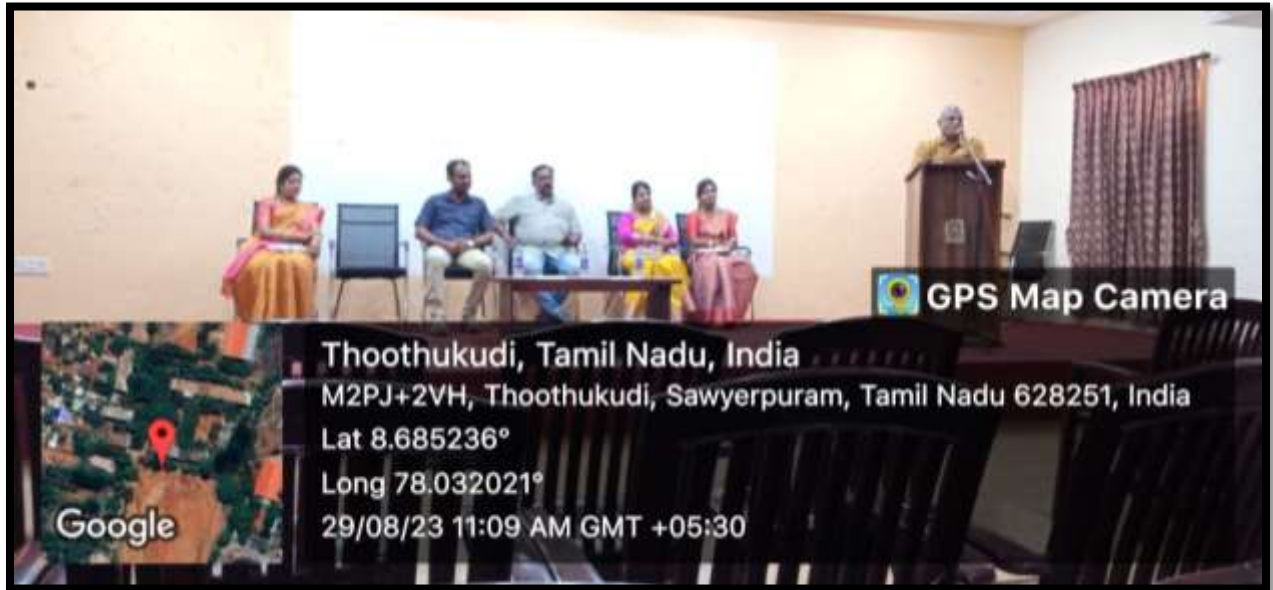 GPS Map Camera
Thoothukudi, Tamil Nadu, India
M2PJ+2VH, Thoothukudi, Sawyerpuram, Tamil Nadu 628251, India
Lat 8.685236°
Long 78.032021°
29/08/23 11:09 AM GMT +05:30
Google